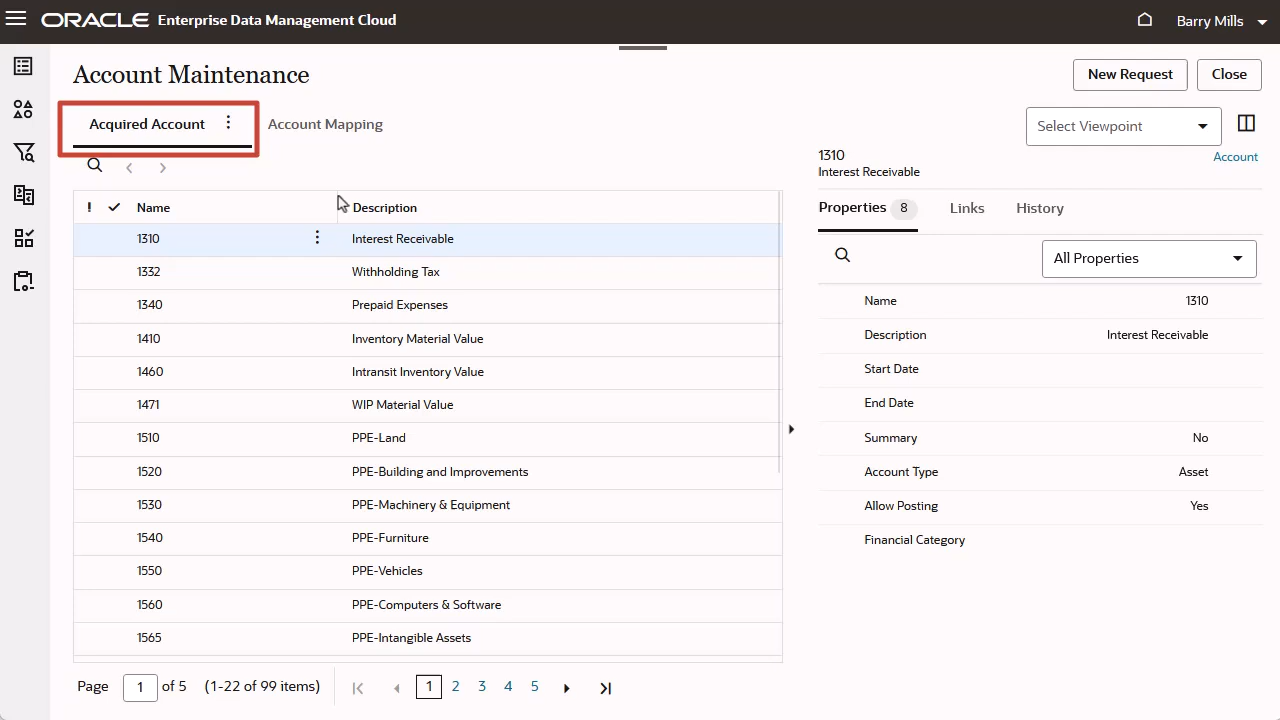 ORACLE Enterprise Data Management Cloud
Barry Mills
Account Maintenance
New Request
Close
Acquired Account
Account Mapping
Select Viewpoint
1310
Interest Receivable
Account
Properties 8
Links
History
All Properties
Name 1310
Description Interest Receivable
Start Date
End Date
Summary No
Account Type Asset
Allow Posting Yes
Financial Category
! Name Description
1310 Interest Receivable
1332 Withholding Tax
1340 Prepaid Expenses
1410 Inventory Material Value
1460 Intransit Inventory Value
1471 WIP Material Value
1510 PPE-Land
1520 PPE-Building and Improvements
1530 PPE-Machinery & Equipment
1540 PPE-Furniture
1550 PPE-Vehicles
1560 PPE-Computers & Software
1565 PPE-Intangible Assets
Page 1 of 5 (1-22 of 99 items) 1 2 3 4 5